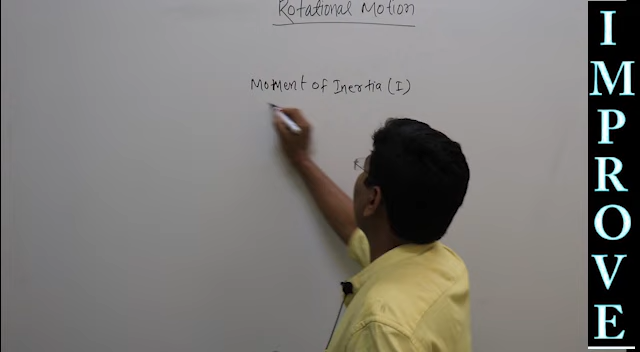 Rotational Motion
Moment of Inertia (I)
IMPROVE